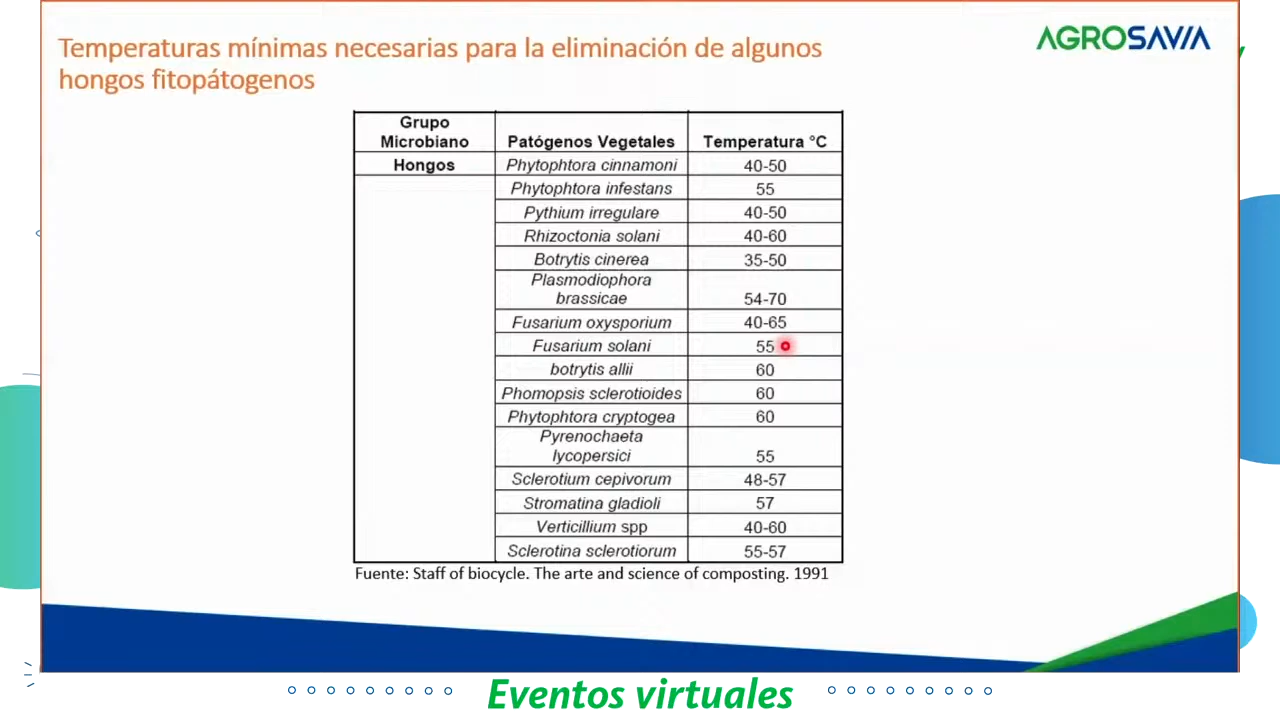 Temperaturas mínimas necesarias para la eliminación de algunos
hongos fitopátogenos
AGROSAVIA
Grupo
Microbiano
Patógenos Vegetales
Temperatura °C
Hongos
Phytophtora cinnamoni
40-50
Phytophtora infestans
55
Pythium irregulare
40-50
Rhizoctonia solani
40-60
Botrytis cinerea
35-50
Plasmodiophora
brassicae
54-70
Fusarium oxysporium
40-65
Fusarium solani
55
botrytis allii
60
Phomopsis sclerotioides
60
Phytophtora cryptogea
60
Pyrenochaeta
lycopersici
55
Sclerotium cepivorum
48-57
Stromatina gladioli
57
Verticillium spp
40-60
Sclerotina sclerotiorum
55-57
Fuente: Staff of biocycle. The arte and science of composting. 1991
Eventos virtuales